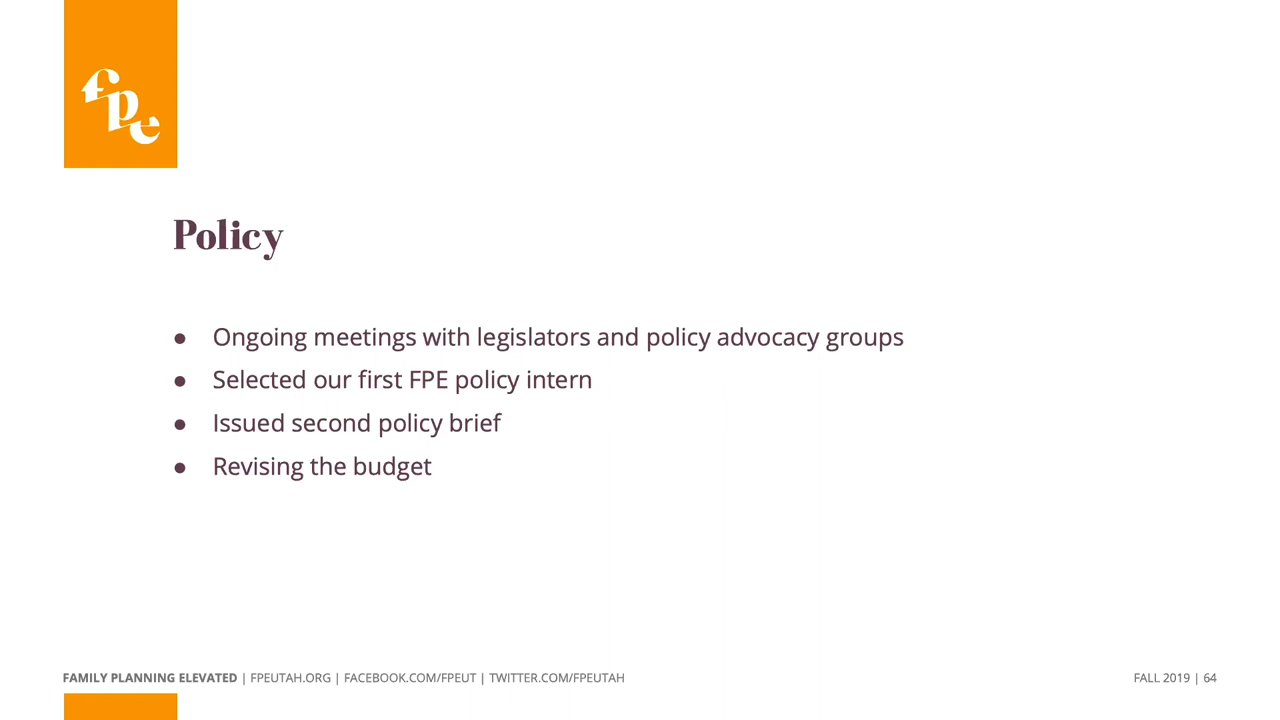 fpe
Policy
● Ongoing meetings with legislators and policy advocacy groups
● Selected our first FPE policy intern
● Issued second policy brief
● Revising the budget
FAMILY PLANNING ELEVATED | FPEUTAH.ORG | FACEBOOK.COM/FPEUT | TWITTER.COM/FPEUTAH
FALL 2019 | 64